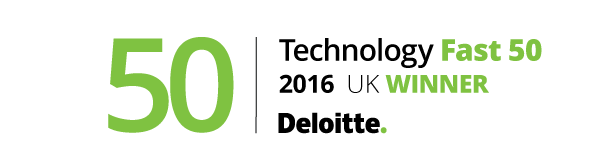 50
Technology Fast 50
2016 UK WINNER
Deloitte.